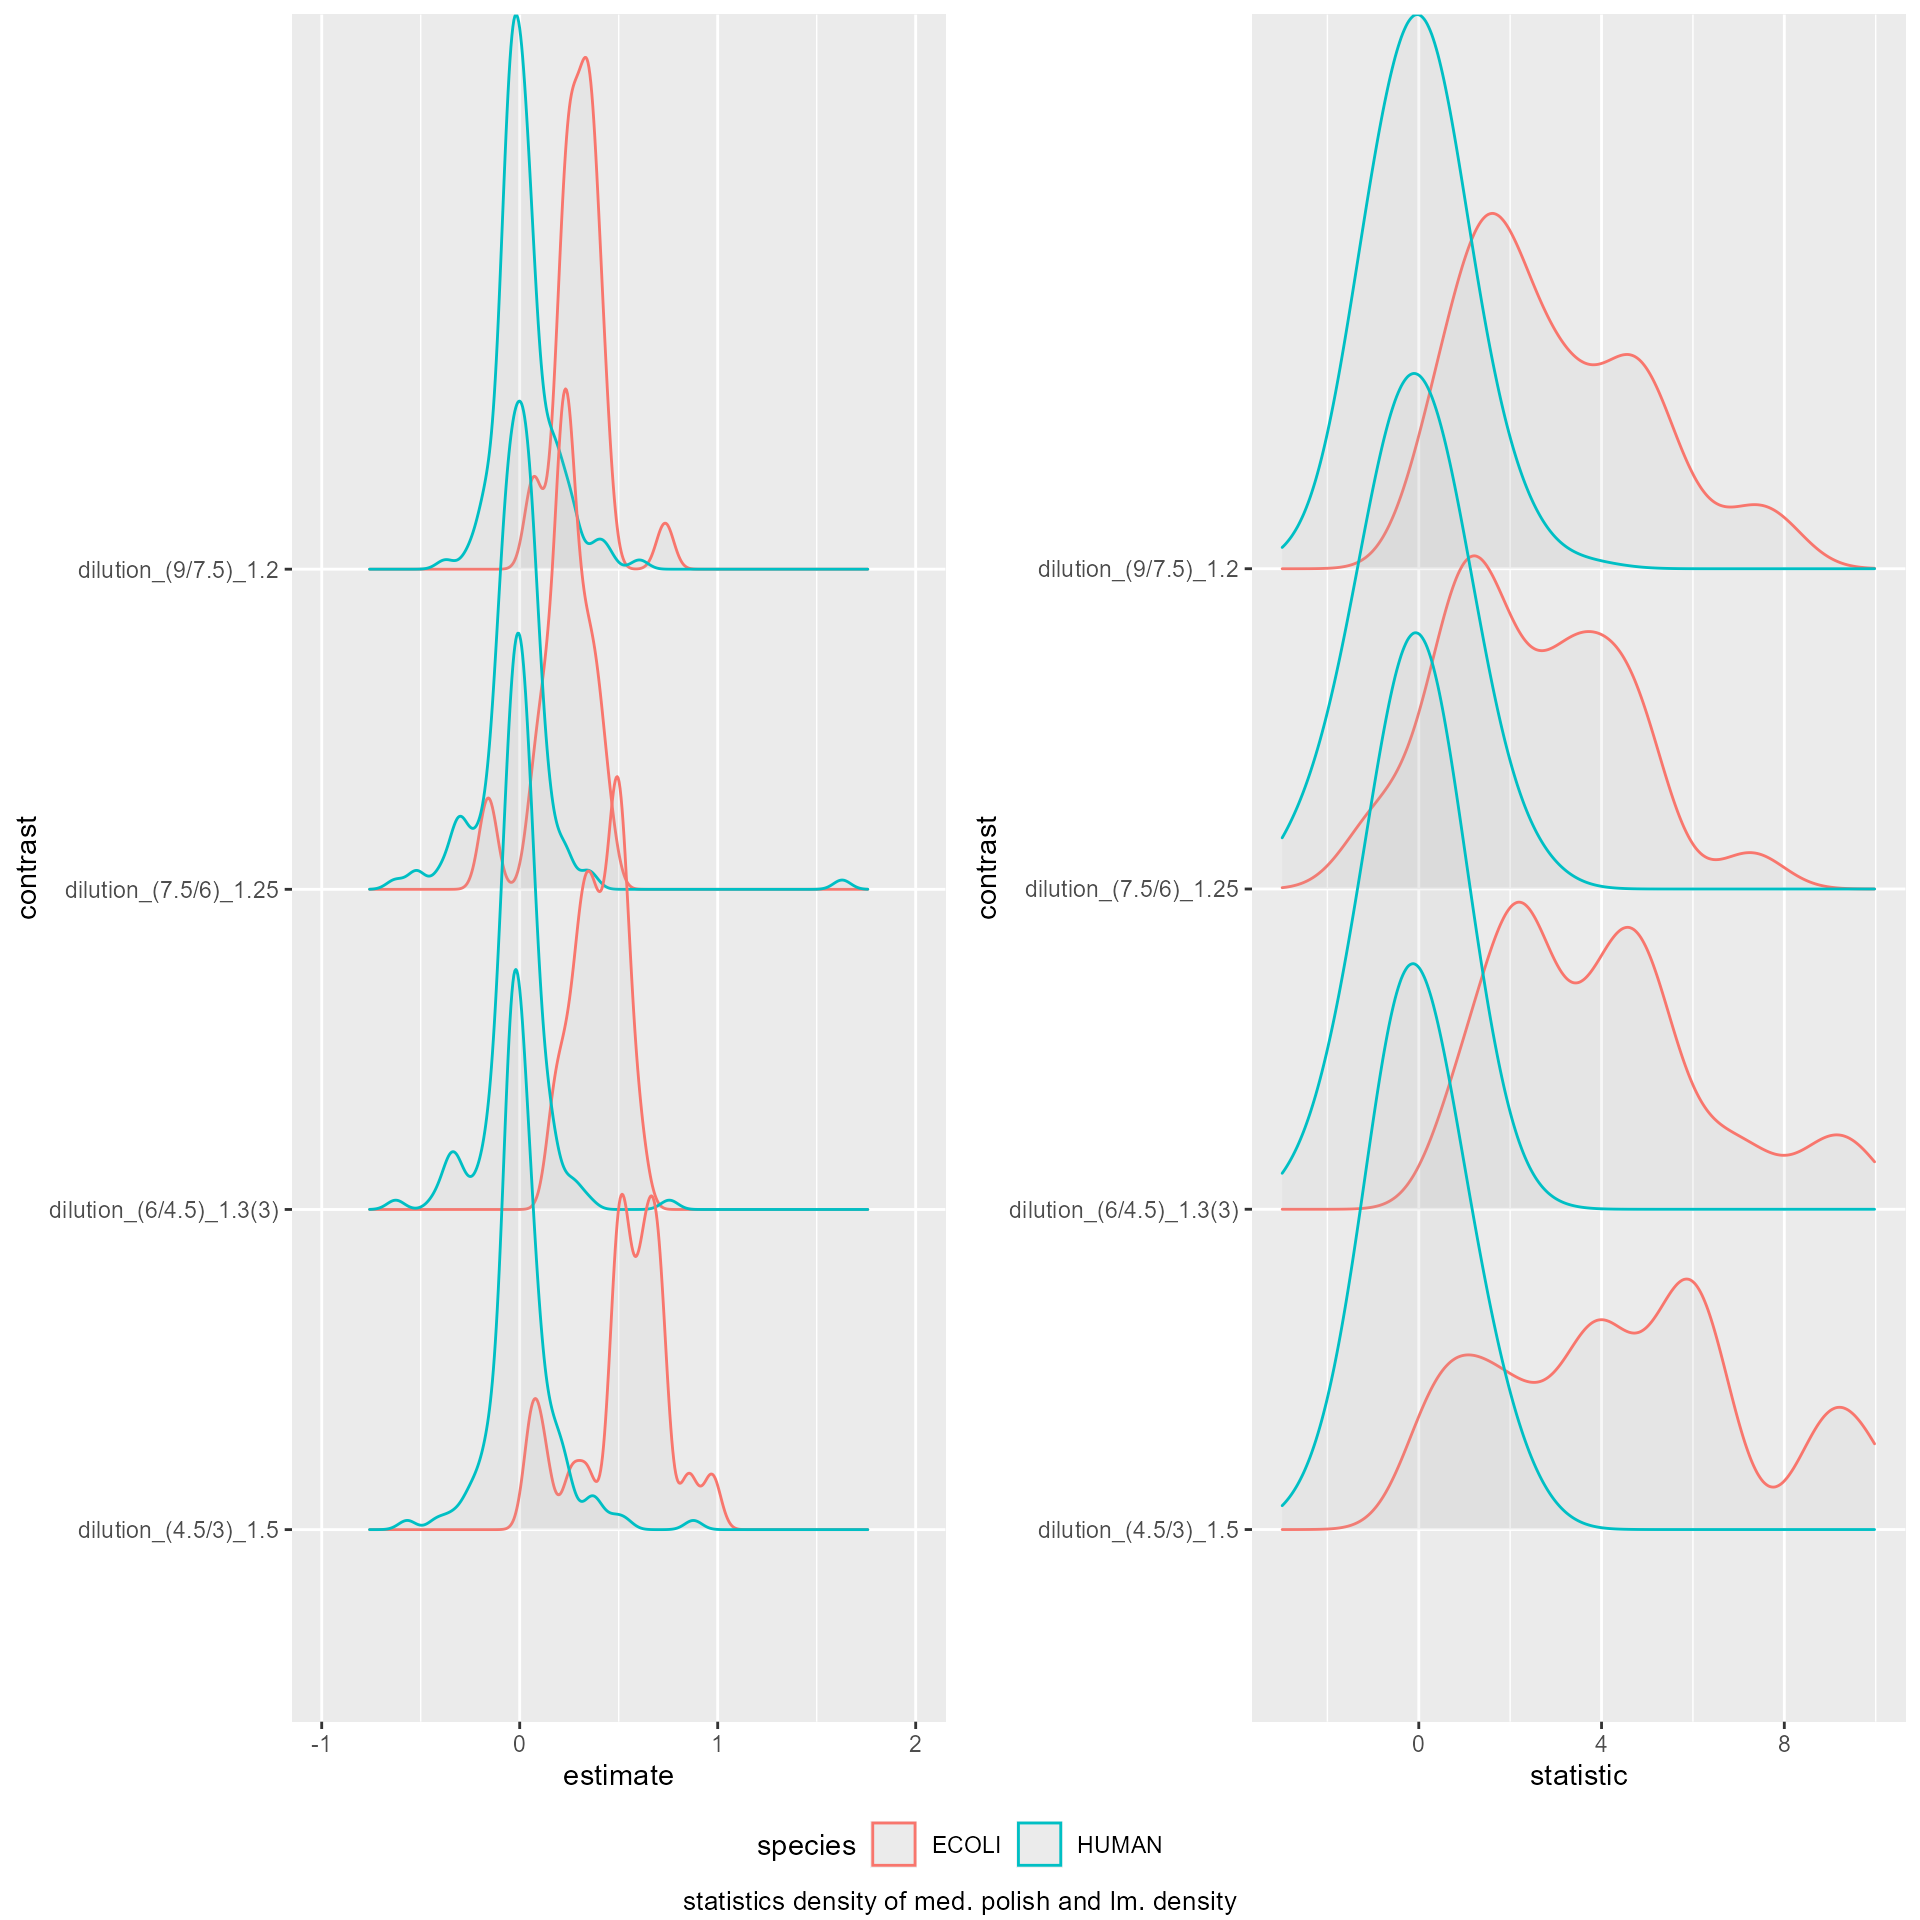 contrast
dilution_(9/7.5)_1.2
dilution_(7.5/6)_1.25
dilution_(6/4.5)_1.3(3)
dilution_(4.5/3)_1.5
-1 0 1 2
estimate
contrast
dilution_(9/7.5)_1.2
dilution_(7.5/6)_1.25
dilution_(6/4.5)_1.3(3)
dilution_(4.5/3)_1.5
0 4 8
statistic
species ECOLI HUMAN
statistics density of med. polish and lm. density